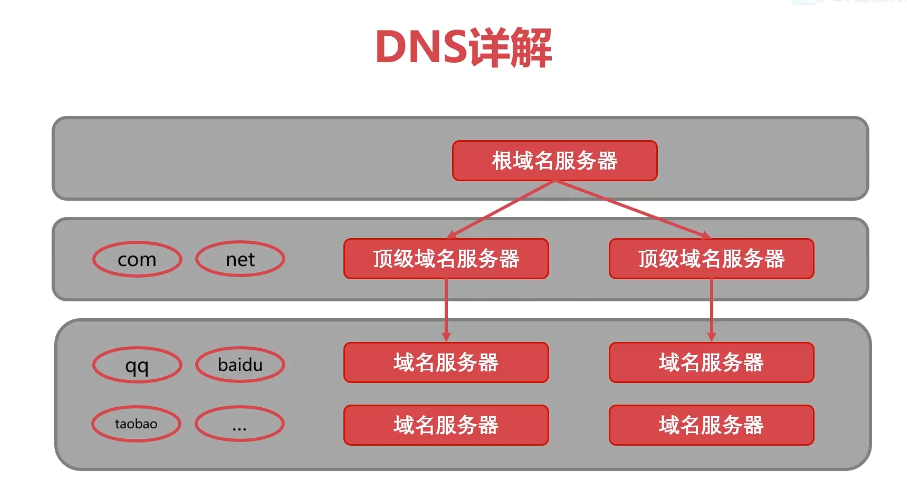 DNS详解
根域名服务器
com net 顶级域名服务器 顶级域名服务器
qq baidu 域名服务器 域名服务器
taobao ... 域名服务器 域名服务器